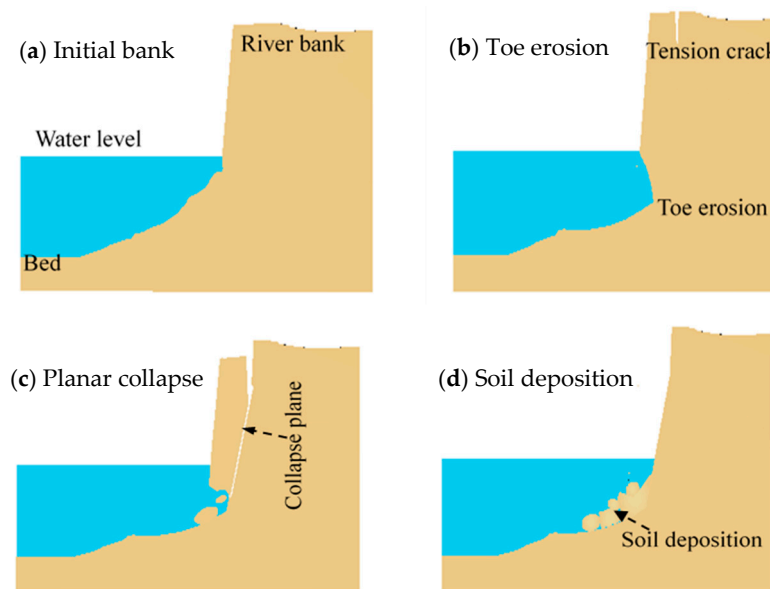 (a) Initial bank
River bank
Water level
Bed
(b) Toe erosion
Tension crack
Toe erosion
(c) Planar collapse
Collapse plane
(d) Soil deposition
Soil deposition